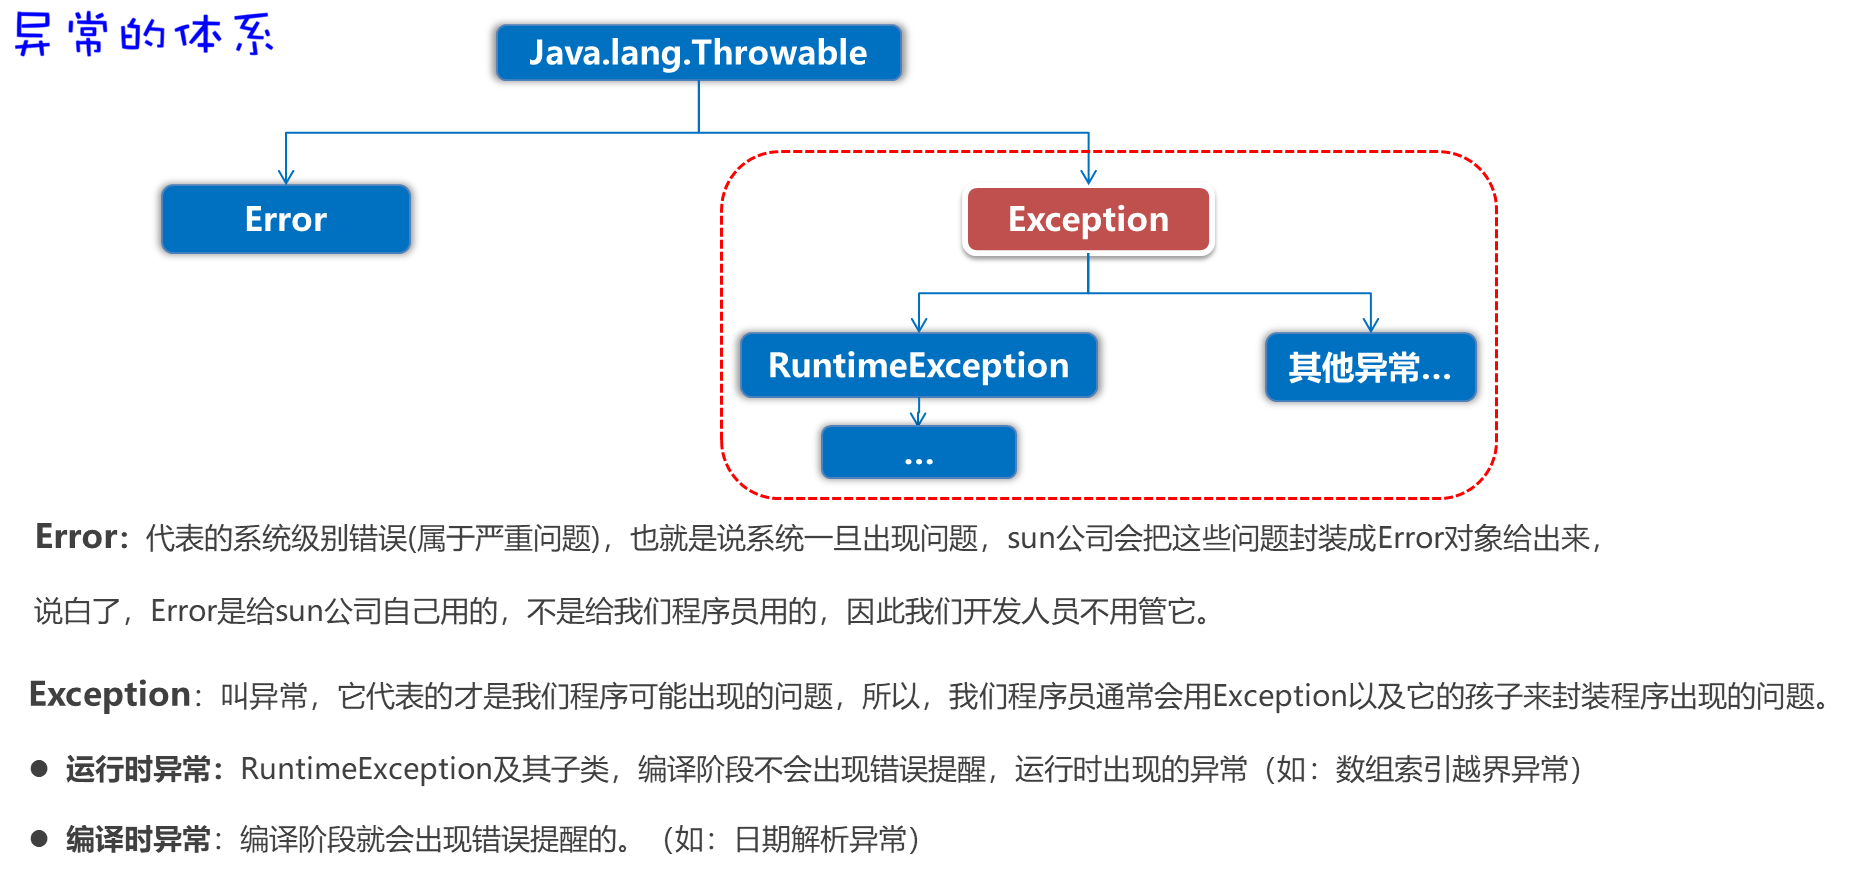 异常的体系
Java.lang.Throwable
Error
Exception
RuntimeException
其他异常...
...
Error：代表的系统级别错误(属于严重问题)，也就是说系统一旦出现问题，sun公司会把这些问题封装成Error对象给出来，
说白了，Error是给sun公司自己用的，不是给我们程序员用的，因此我们开发人员不用管它。
Exception：叫异常，它代表的才是我们程序可能出现的问题，所以，我们程序员通常会用Exception以及它的孩子来封装程序出现的问题。
● 运行时异常：RuntimeException及其子类，编译阶段不会出现错误提醒，运行时出现的异常（如：数组索引越界异常）
● 编译时异常：编译阶段就会出现错误提醒的。（如：日期解析异常）